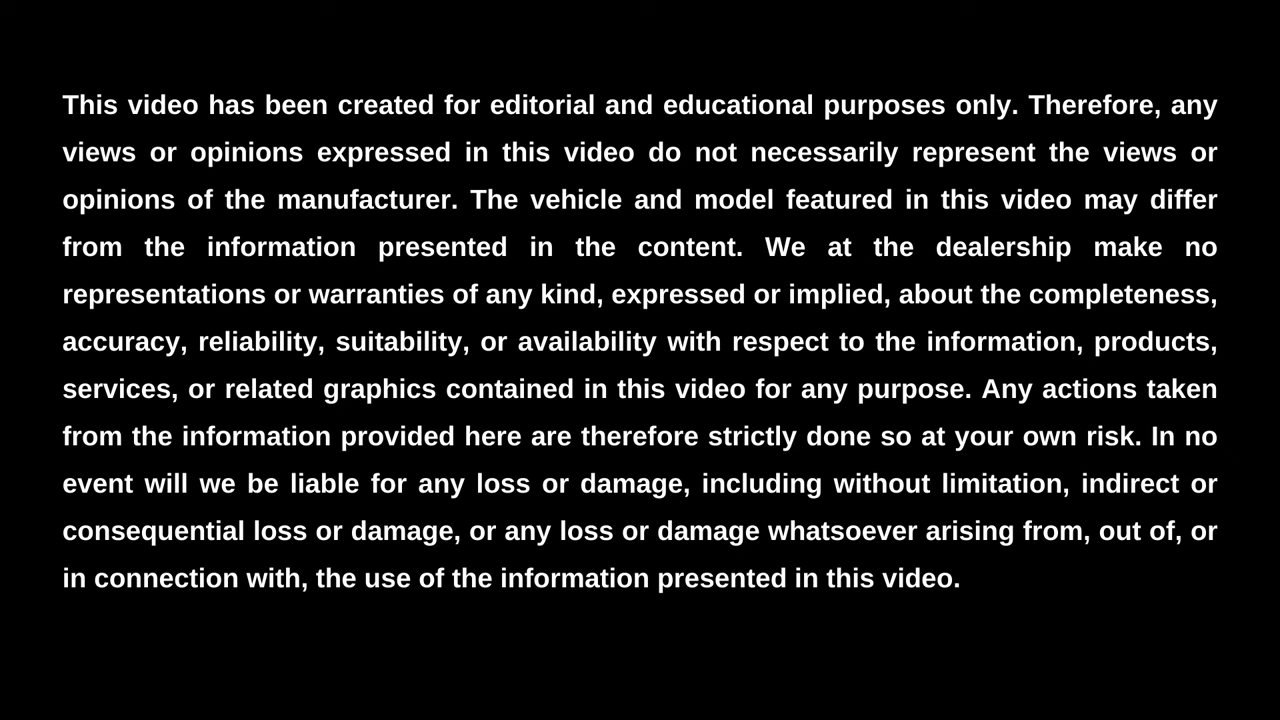 This video has been created for editorial and educational purposes only. Therefore, any
views or opinions expressed in this video do not necessarily represent the views or
opinions of the manufacturer. The vehicle and model featured in this video may differ
from the information presented in the content. We at the dealership make no
representations or warranties of any kind, expressed or implied, about the completeness,
accuracy, reliability, suitability, or availability with respect to the information, products,
services, or related graphics contained in this video for any purpose. Any actions taken
from the information provided here are therefore strictly done so at your own risk. In no
event will we be liable for any loss or damage, including without limitation, indirect or
consequential loss or damage, or any loss or damage whatsoever arising from, out of, or
in connection with, the use of the information presented in this video.